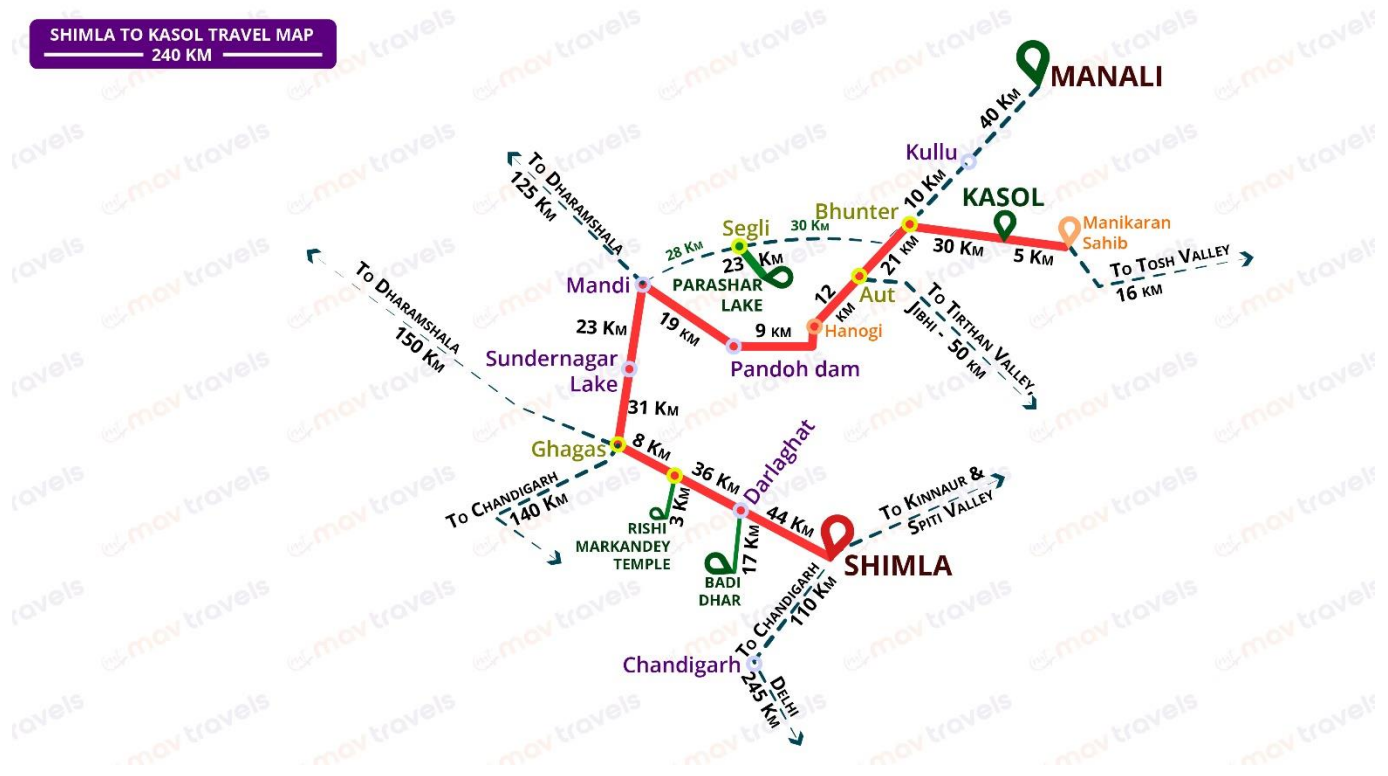 SHIMLA TO KASOL TRAVEL MAP
240 KM
MANALI
40 KM
Kullu
10 KM
To Dharamshala
125 KM
Segli
30 KM
28 KM
23 KM
PARASHAR
LAKE
Bhunter
KASOL
Manikaran
Sahib
30 KM
5 KM
To Tosh Valley
16 KM
21 KM
Aut
12
KM
Hanogi
To Tirthan Valley,
Jibhi - 50 KM
Mandi
To Dharamshala
150 KM
23 KM
19 KM
9 KM
Pandoh dam
Sundernagar
Lake
31 KM
Ghagas
8 KM
36 KM
Darlaghat
44 KM
To Chandigarh
140 KM
3 KM
RISHI
MARKANDEY
TEMPLE
17 KM
BADI
DHAR
SHIMLA
To Kinnaur &
Spiti Valley
To Chandigarh
110 KM
Chandigarh
Delhi
245 KM
mav travels